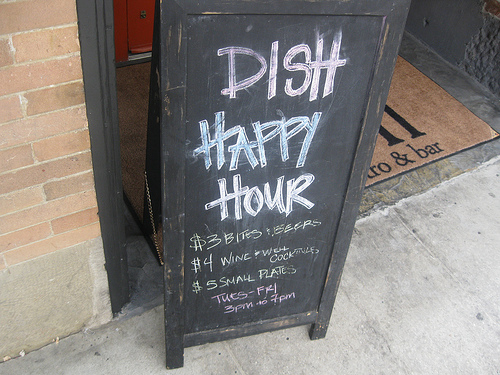 DISH
HAPPY
HOUR
$3 BITES & BEERS
$4 WINE & WELL
COCKTAILS
$5 SMALL PLATES
TUES-FRI
3pm to 7pm
& bar